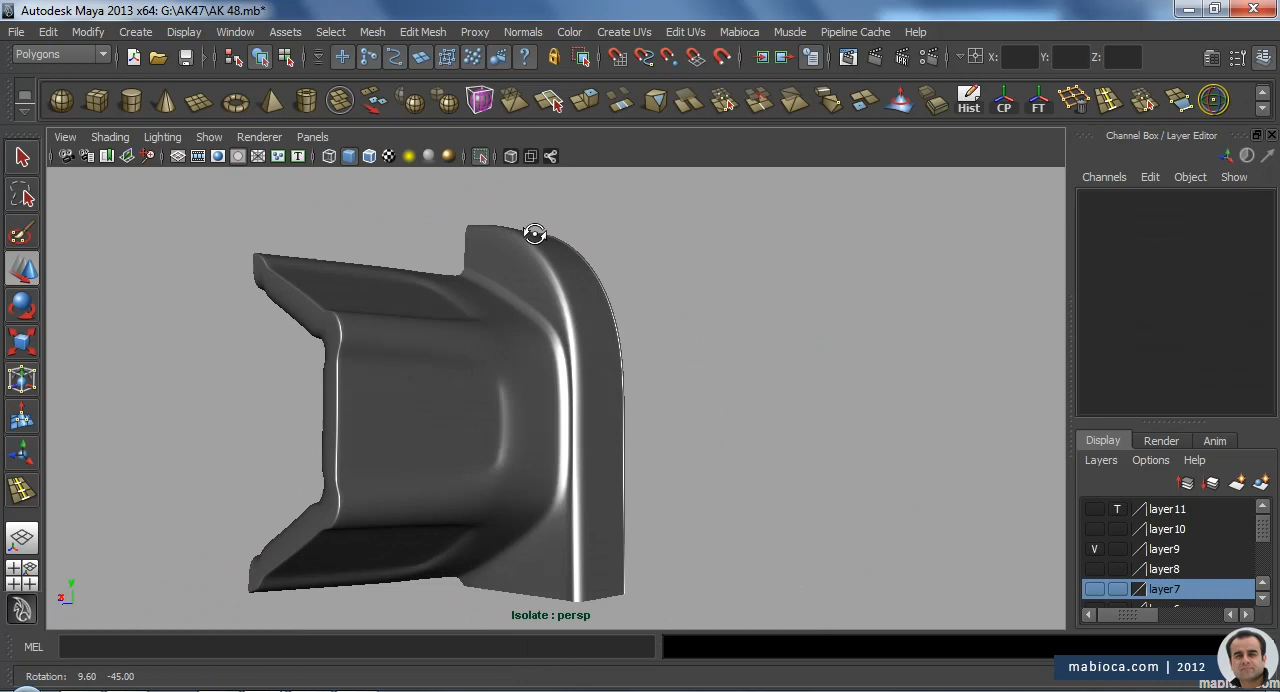 Autodesk Maya 2013 x64: G:\AK47\AK 48.mb*
File Edit Modify Create Display Window Assets Select Mesh Edit Mesh Proxy Normals Color Create UVs Edit UVs Mabioca Muscle Pipeline Cache Help
Polygons
X: Y: Z:
Hist CP FT
View Shading Lighting Show Renderer Panels
Channel Box / Layer Editor
Channels Edit Object Show
Isolate : persp
y
z
Display Render Anim
Layers Options Help
T layer11
layer10
V layer9
layer8
layer7
MEL
mabioca.com | 2012
mabioca.com
Rotation: 9.60 -45.00